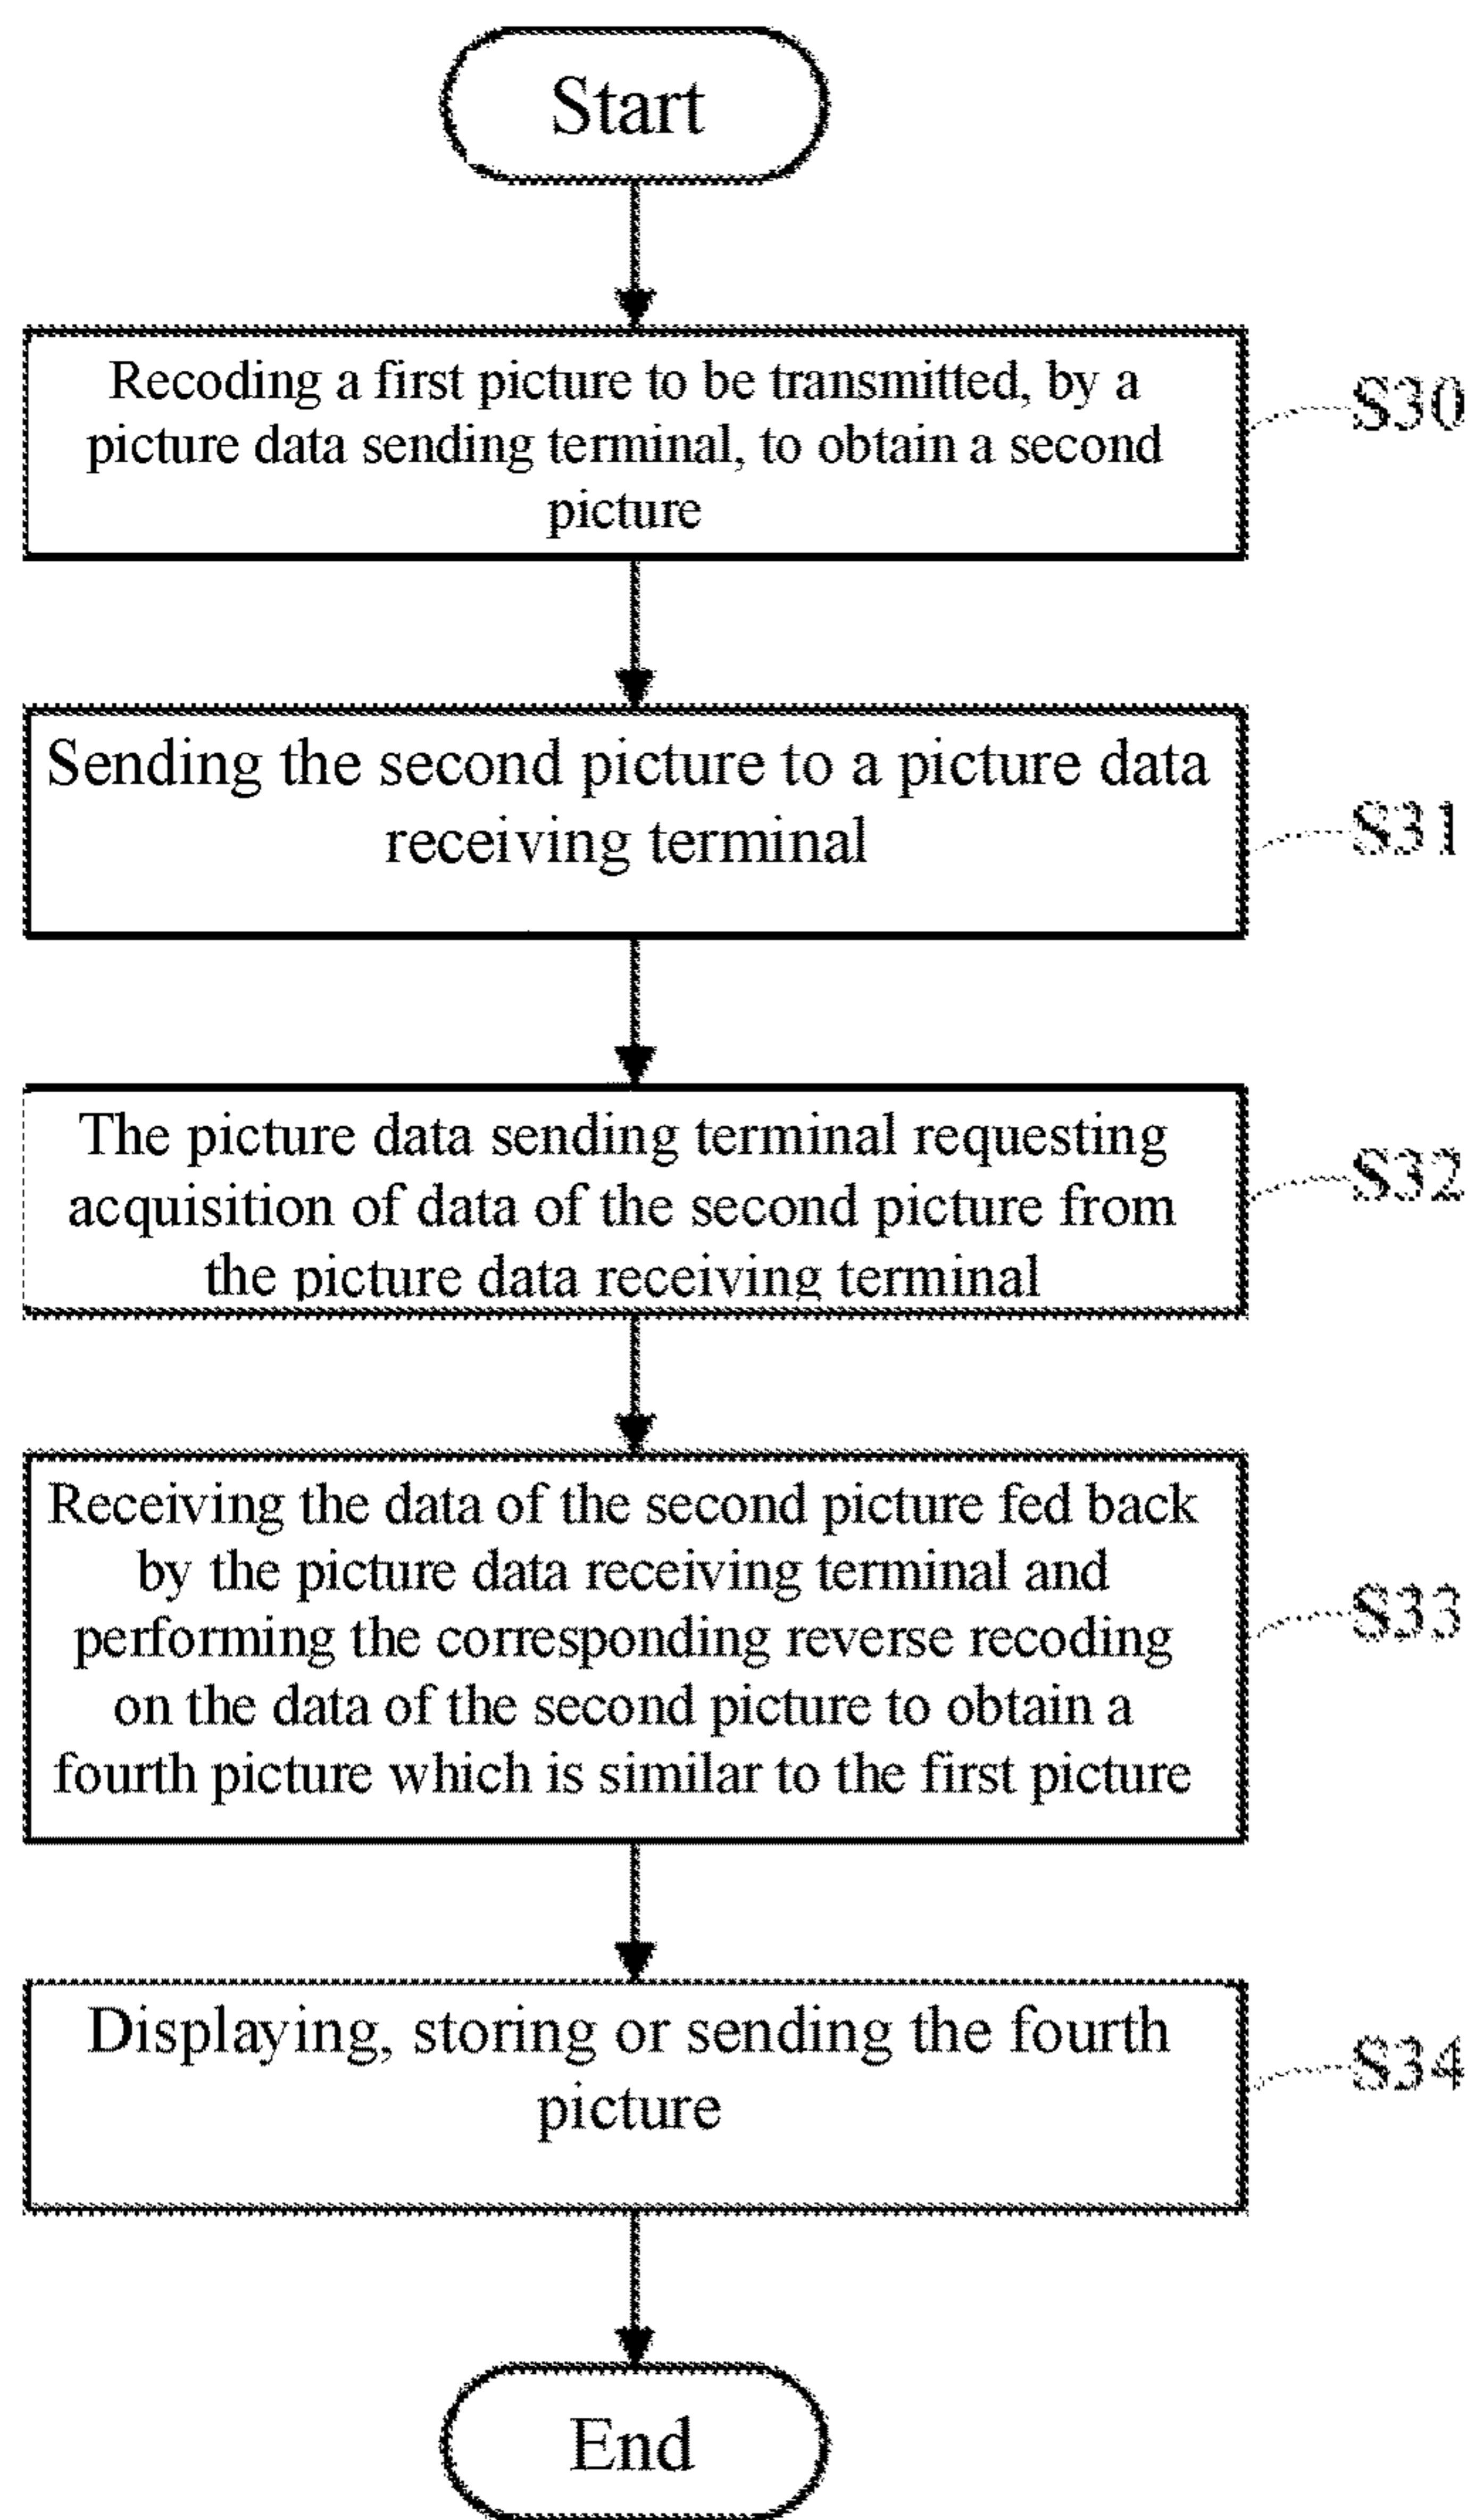 Start
Recoding a first picture to be transmitted, by a
picture data sending terminal, to obtain a second
picture
S30
Sending the second picture to a picture data
receiving terminal
S31
The picture data sending terminal requesting
acquisition of data of the second picture from
the picture data receiving terminal
S32
Receiving the data of the second picture fed back
by the picture data receiving terminal and
performing the corresponding reverse recoding
on the data of the second picture to obtain a
fourth picture which is similar to the first picture
S33
Displaying, storing or sending the fourth
picture
S34
End